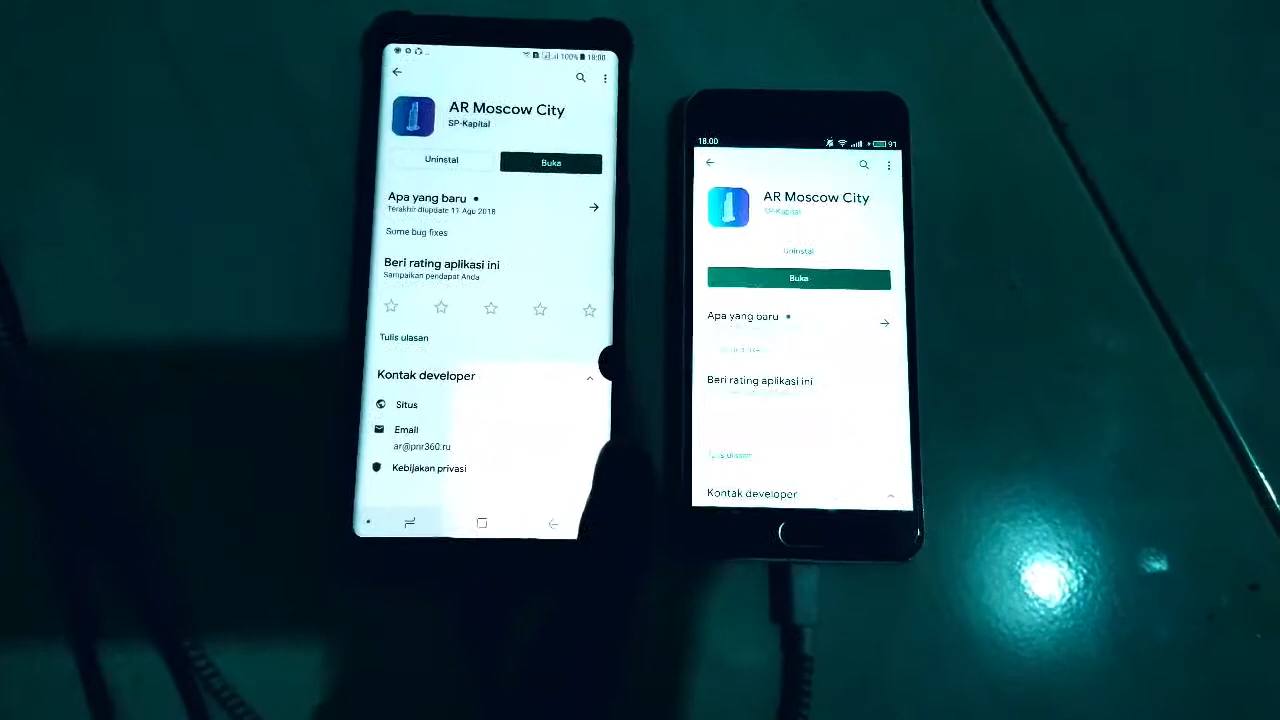 100% 18:00
AR Moscow City
SP-Kapital
Uninstal
Buka
Apa yang baru
Terakhir diupdate 11 Agu 2018
Some bug fixes
Beri rating aplikasi ini
Sampaikan pendapat Anda
Tulis ulasan
Kontak developer
Situs
Email
ar@pnr360.ru
Kebijakan privasi
18.00 91
AR Moscow City
SP-Kapital
Uninstal
Buka
Apa yang baru
Beri rating aplikasi ini
Tulis ulasan
Kontak developer